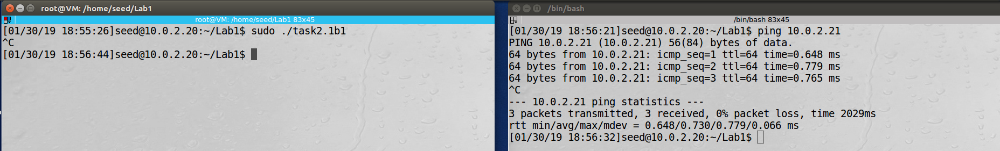 root@VM: /home/seed/Lab1
root@VM: /home/seed/Lab1 83x45
[01/30/19 18:55:26]seed@10.0.2.20:~/Lab1$ sudo ./task2.1b1
^C
[01/30/19 18:56:44]seed@10.0.2.20:~/Lab1$
/bin/bash
/bin/bash 83x45
[01/30/19 18:56:21]seed@10.0.2.20:~/Lab1$ ping 10.0.2.21
PING 10.0.2.21 (10.0.2.21) 56(84) bytes of data.
64 bytes from 10.0.2.21: icmp_seq=1 ttl=64 time=0.648 ms
64 bytes from 10.0.2.21: icmp_seq=2 ttl=64 time=0.779 ms
64 bytes from 10.0.2.21: icmp_seq=3 ttl=64 time=0.765 ms
^C
--- 10.0.2.21 ping statistics ---
3 packets transmitted, 3 received, 0% packet loss, time 2029ms
rtt min/avg/max/mdev = 0.648/0.730/0.779/0.066 ms
[01/30/19 18:56:32]seed@10.0.2.20:~/Lab1$